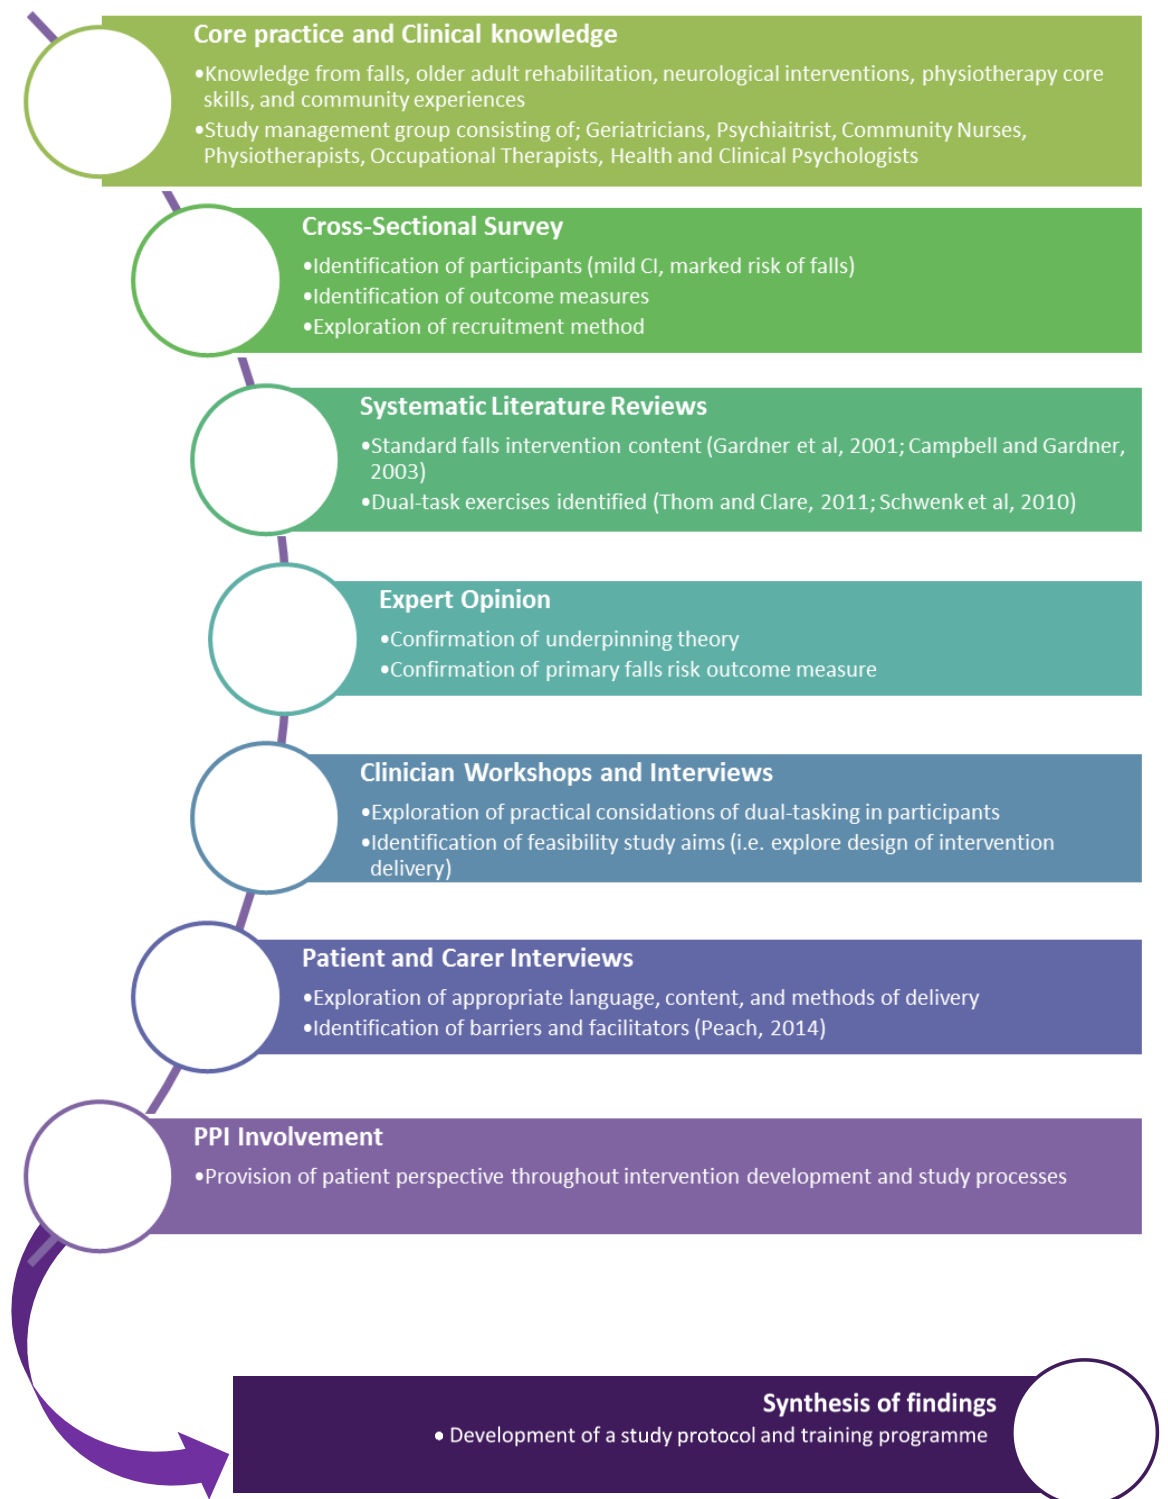 Core practice and Clinical knowledge
•Knowledge from falls, older adult rehabilitation, neurological interventions, physiotherapy core
skills, and community experiences
•Study management group consisting of; Geriatricians, Psychiaitrist, Community Nurses,
Physiotherapists, Occupational Therapists, Health and Clinical Psychologists
Cross-Sectional Survey
•Identification of participants (mild CI, marked risk of falls)
•Identification of outcome measures
•Exploration of recruitment method
Systematic Literature Reviews
•Standard falls intervention content (Gardner et al, 2001; Campbell and Gardner,
2003)
•Dual-task exercises identified (Thom and Clare, 2011; Schwenk et al, 2010)
Expert Opinion
•Confirmation of underpinning theory
•Confirmation of primary falls risk outcome measure
Clinician Workshops and Interviews
•Exploration of practical considations of dual-tasking in participants
•Identification of feasibility study aims (i.e. explore design of intervention
delivery)
Patient and Carer Interviews
•Exploration of appropriate language, content, and methods of delivery
•Identification of barriers and facilitators (Peach, 2014)
PPI Involvement
•Provision of patient perspective throughout intervention development and study processes
Synthesis of findings
• Development of a study protocol and training programme